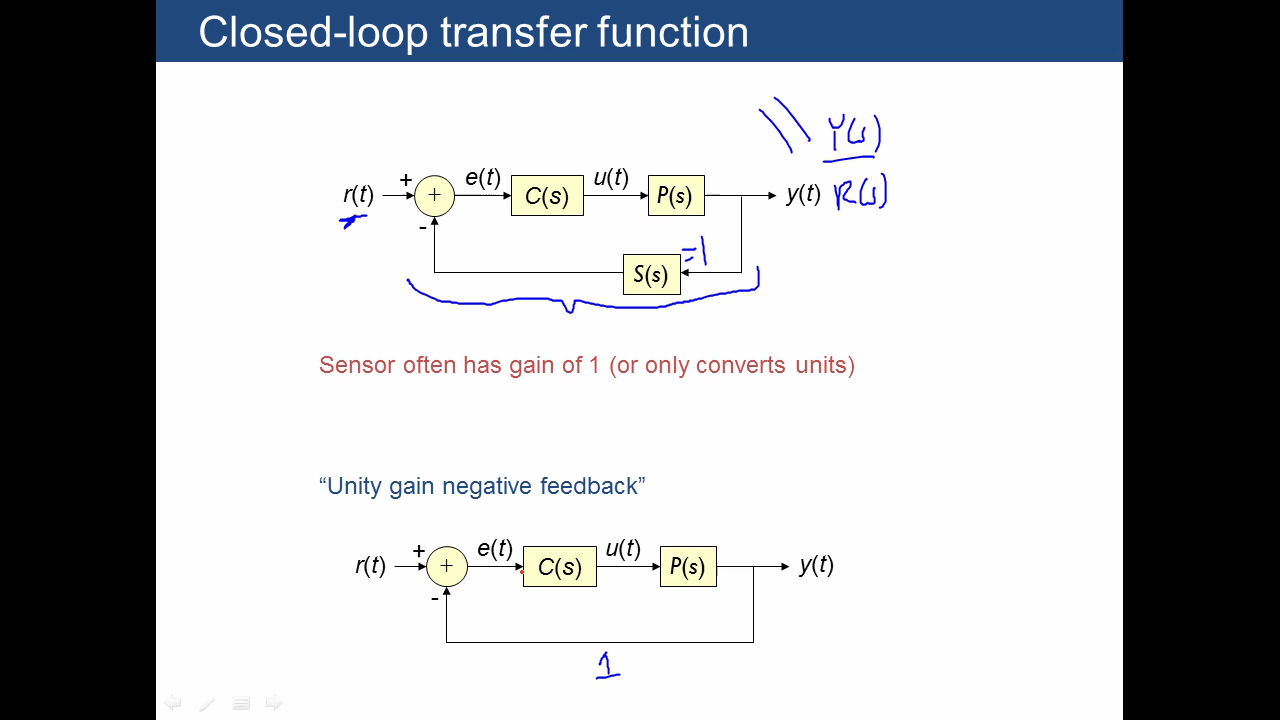 Closed-loop transfer function
Y(s)
R(s)
r(t) + + e(t) C(s) u(t) P(s) y(t)
-
S(s) =1
Sensor often has gain of 1 (or only converts units)
“Unity gain negative feedback”
r(t) + + e(t) C(s) u(t) P(s) y(t)
-
1